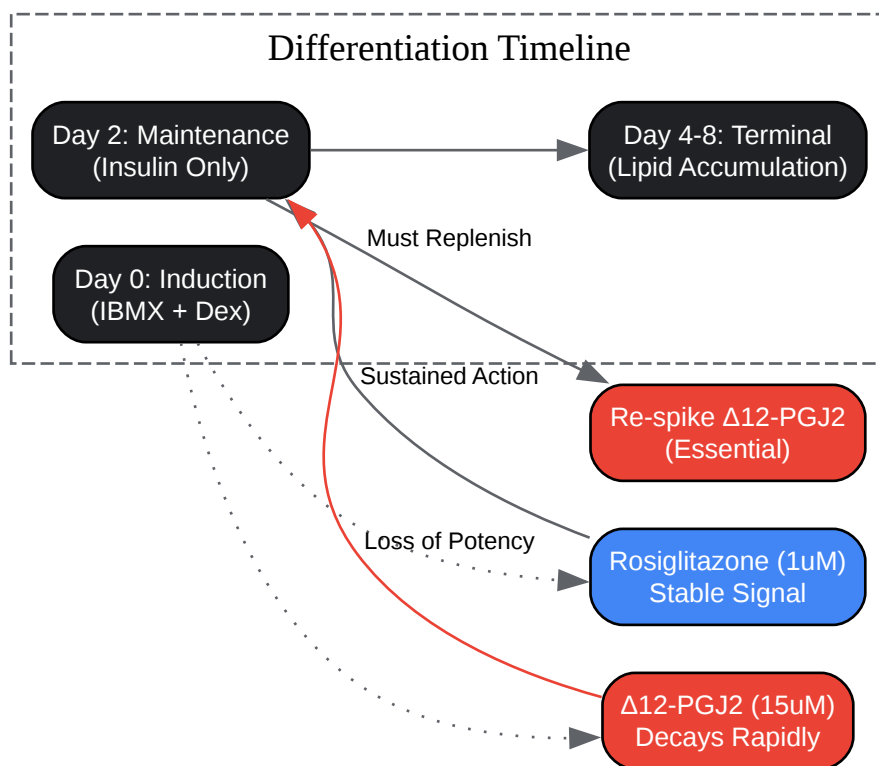 Differentiation Timeline
Day 2: Maintenance
(Insulin Only)
Day 4-8: Terminal
(Lipid Accumulation)
Must Replenish
Day 0: Induction
(IBMX + Dex)
Sustained Action
Re-spike Δ12-PGJ2
(Essential)
Loss of Potency
Rosiglitazone (1uM)
Stable Signal
Δ12-PGJ2 (15uM)
Decays Rapidly